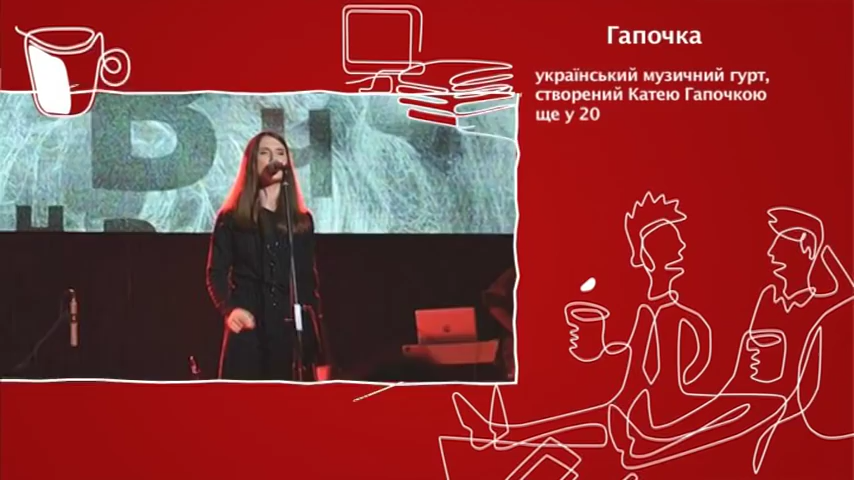 Гапочка
український музичний гурт,
створений Катею Гапочкою
ще у 20